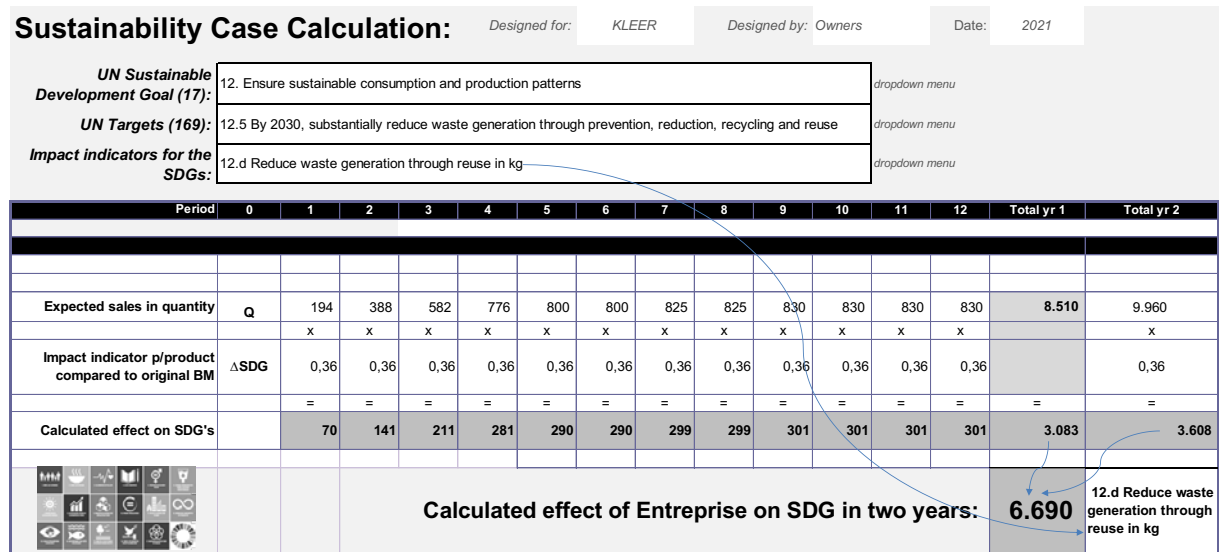 Sustainability Case Calculation: Designed for: KLEER Designed by: Owners Date: 2021
UN Sustainable
Development Goal (17): 12. Ensure sustainable consumption and production patterns dropdown menu
UN Targets (169): 12.5 By 2030, substantially reduce waste generation through prevention, reduction, recycling and reuse dropdown menu
Impact indicators for the
SDGs: 12.d Reduce waste generation through reuse in kg dropdown menu
Period 0 1 2 3 4 5 6 7 8 9 10 11 12 Total yr 1 Total yr 2
Expected sales in quantity Q 194 388 582 776 800 800 825 825 830 830 830 830 8.510 9.960
x x x x x x x x x x x x x
Impact indicator p/product
compared to original BM ∆SDG 0,36 0,36 0,36 0,36 0,36 0,36 0,36 0,36 0,36 0,36 0,36 0,36 0,36
= = = = = = = = = = = = = =
Calculated effect on SDG's 70 141 211 281 290 290 299 299 301 301 301 301 3.083 3.608
Calculated effect of Entreprise on SDG in two years: 6.690
12.d Reduce waste
generation through
reuse in kg